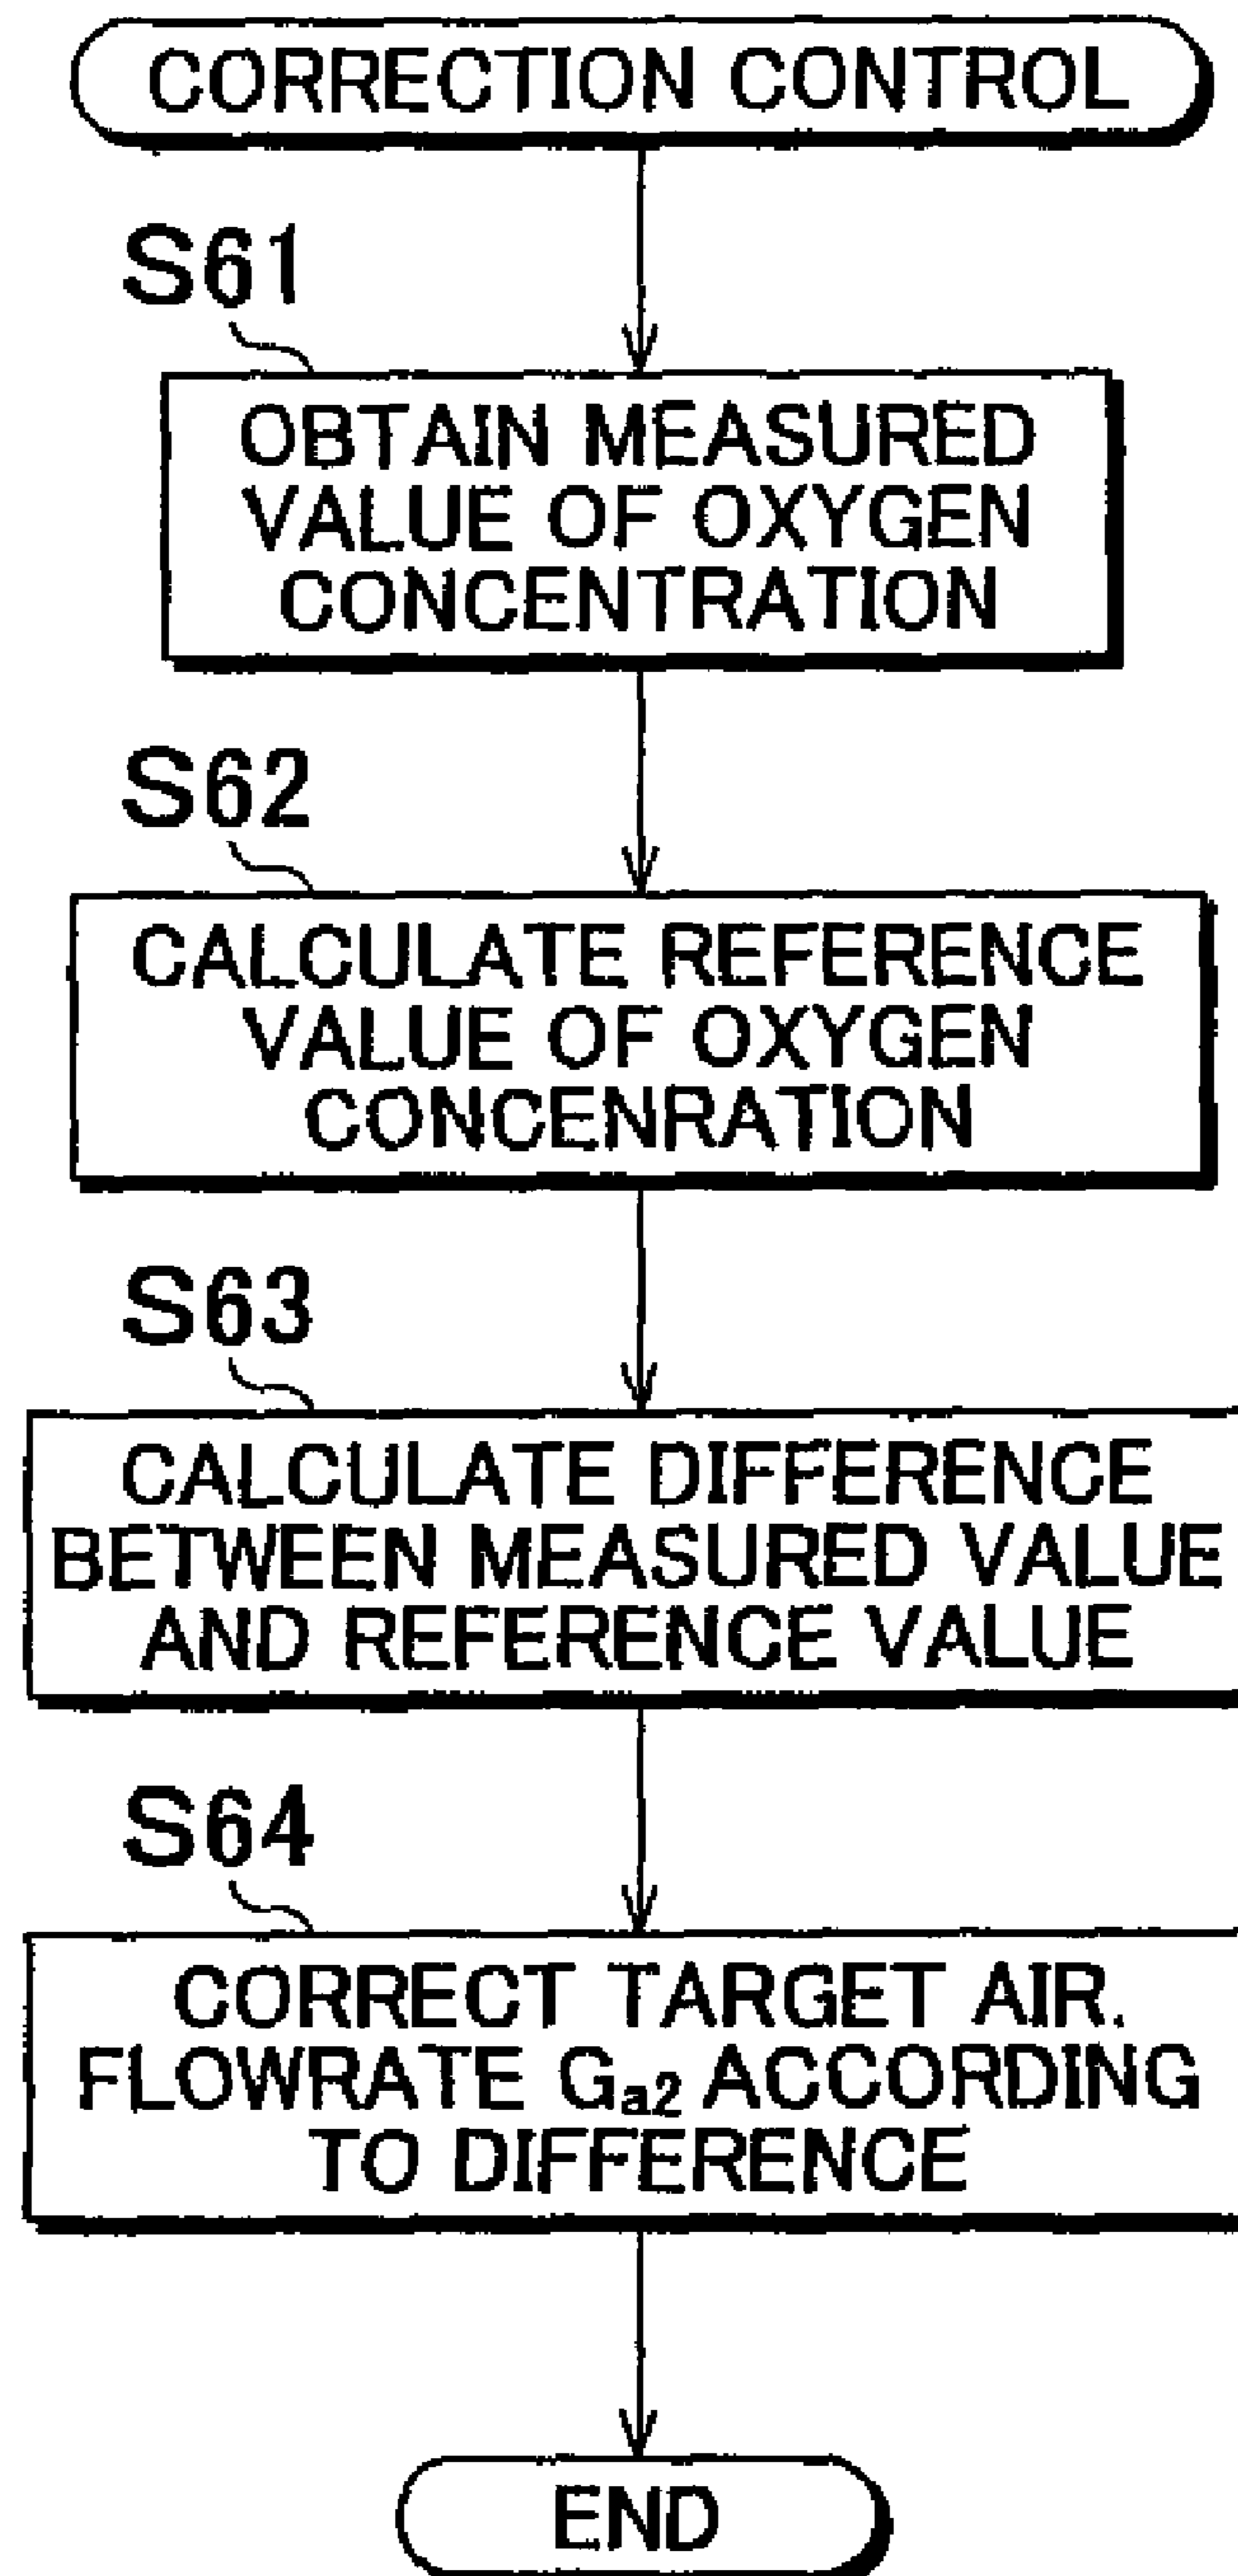 CORRECTION CONTROL
S61
OBTAIN MEASURED
VALUE OF OXYGEN
CONCENTRATION
S62
CALCULATE REFERENCE
VALUE OF OXYGEN
CONCENRATION
S63
CALCULATE DIFFERENCE
BETWEEN MEASURED VALUE
AND REFERENCE VALUE
S64
CORRECT TARGET AIR.
FLOWRATE Ga2 ACCORDING
TO DIFFERENCE
END